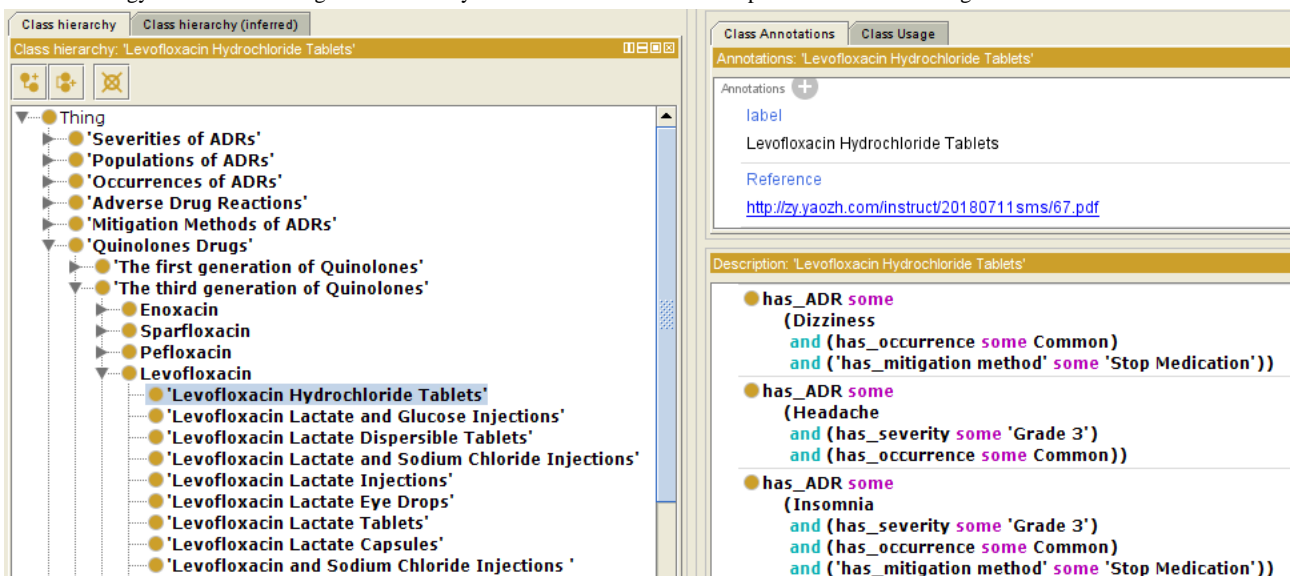 Class hierarchy
Class hierarchy (inferred)
Class hierarchy: 'Levofloxacin Hydrochloride Tablets'
Thing
'Severities of ADRs'
'Populations of ADRs'
'Occurrences of ADRs'
'Adverse Drug Reactions'
'Mitigation Methods of ADRs'
'Quinolones Drugs'
'The first generation of Quinolones'
'The third generation of Quinolones'
Enoxacin
Sparfloxacin
Pefloxacin
Levofloxacin
'Levofloxacin Hydrochloride Tablets'
'Levofloxacin Lactate and Glucose Injections'
'Levofloxacin Lactate Dispersible Tablets'
'Levofloxacin Lactate and Sodium Chloride Injections'
'Levofloxacin Lactate Injections'
'Levofloxacin Lactate Eye Drops'
'Levofloxacin Lactate Tablets'
'Levofloxacin Lactate Capsules'
'Levofloxacin and Sodium Chloride Injections '
Class Annotations
Class Usage
Annotations: 'Levofloxacin Hydrochloride Tablets'
Annotations
label
Levofloxacin Hydrochloride Tablets
Reference
http://zy.yaozh.com/instruct/20180711sms/67.pdf
Description: 'Levofloxacin Hydrochloride Tablets'
has_ADR some
(Dizziness
and (has_occurrence some Common)
and ('has_mitigation method' some 'Stop Medication'))
has_ADR some
(Headache
and (has_severity some 'Grade 3')
and (has_occurrence some Common))
has_ADR some
(Insomnia
and (has_severity some 'Grade 3')
and (has_occurrence some Common)
and ('has_mitigation method' some 'Stop Medication'))